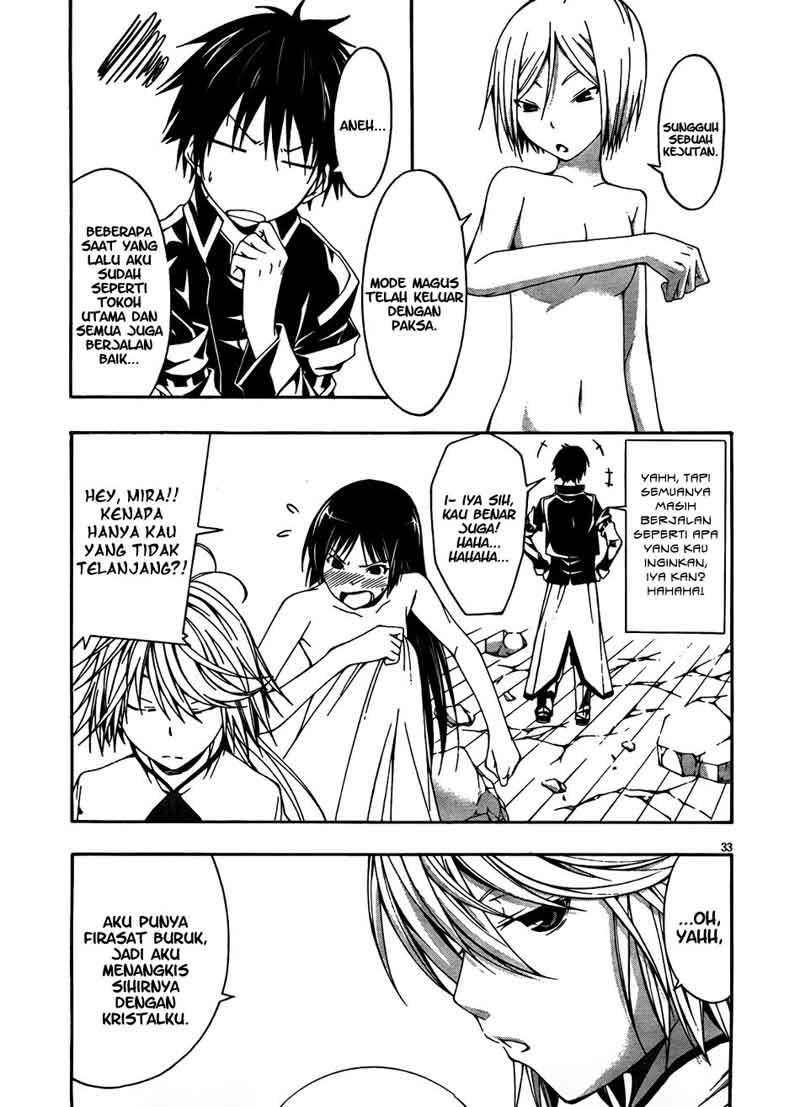 SUNGGUH
SEBUAH
KEJUTAN.
MODE MAGUS
TELAH KELUAR
DENGAN
PAKSA.
ANEH...
BEBERAPA
SAAT YANG
LALU AKU
SUDAH
SEPERTI
TOKOH
UTAMA DAN
SEMUA JUGA
BERJALAN
BAIK...
YAHH, TAPI
SEMUANYA
MASIH
BERJALAN
SEPERTI APA
YANG KAU
INGINKAN,
IYA KAN?
HAHAHA!
I- IYA SIH,
KAU BENAR
JUGA!
HAHA...
HAHAHA...
HEY, MIRA!!
KENAPA
HANYA KAU
YANG TIDAK
TELANJANG?!
33
...OH,
YAHH,
AKU PUNYA
FIRASAT BURUK,
JADI AKU
MENANGKIS
SIHIRNYA
DENGAN
KRISTALKU.